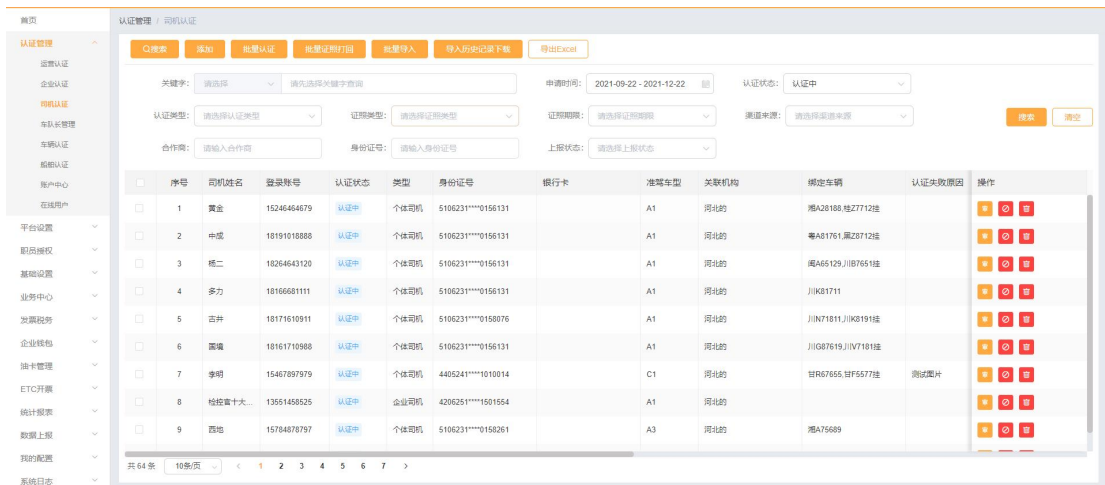 首页
认证管理
运营认证
企业认证
司机认证
车队长管理
车辆认证
船舶认证
账户中心
在线用户
平台设置
职员授权
基础设置
业务中心
发票税务
企业钱包
油卡管理
ETC开票
统计报表
数据上报
我的配置
系统日志
认证管理 / 司机认证
搜索 添加 批量认证 批量证照打回 批量导入 导入历史记录下载 导出Excel
关键字: 请选择 请先选择关键字查询 申请时间: 2021-09-22 - 2021-12-22 认证状态: 认证中
认证类型: 请选择认证类型 证照类型: 请选择证照类型 证照期限: 请选择证照期限 渠道来源: 请选择渠道来源 搜索 清空
合作商: 请输入合作商 身份证号: 请输入身份证号 上报状态: 请选择上报状态
序号 司机姓名 登录账号 认证状态 类型 身份证号 银行卡 准驾车型 关联机构 绑定车辆 认证失败原因 操作
1 黄金 15246464679 认证中 个体司机 5106231****0156131 A1 河北的 湘A28188,桂Z7712挂
2 中成 18191018888 认证中 个体司机 5106231****0156131 A1 河北的 粤A81761,黑Z8712挂
3 杨二 18264643120 认证中 个体司机 5106231****0156131 A1 河北的 闽A65129,川B7651挂
4 多力 18166681111 认证中 个体司机 5106231****0156131 A1 河北的 川K81711
5 吉井 18171610911 认证中 个体司机 5106231****0158076 A1 河北的 川N71811,川K8191挂
6 国境 18161710988 认证中 个体司机 5106231****0156131 A1 河北的 川G87619,川V7181挂
7 李明 15467897979 认证中 个体司机 4405241****1010014 C1 河北的 甘R67655,甘F5577挂 测试图片
8 检控官十大... 13551458525 认证中 企业司机 4206251****1501554 A1 河北的
9 西地 15784878797 认证中 个体司机 5106231****0158261 A3 河北的 湘A75689
共 64 条 10条/页 < 1 2 3 4 5 6 7 >